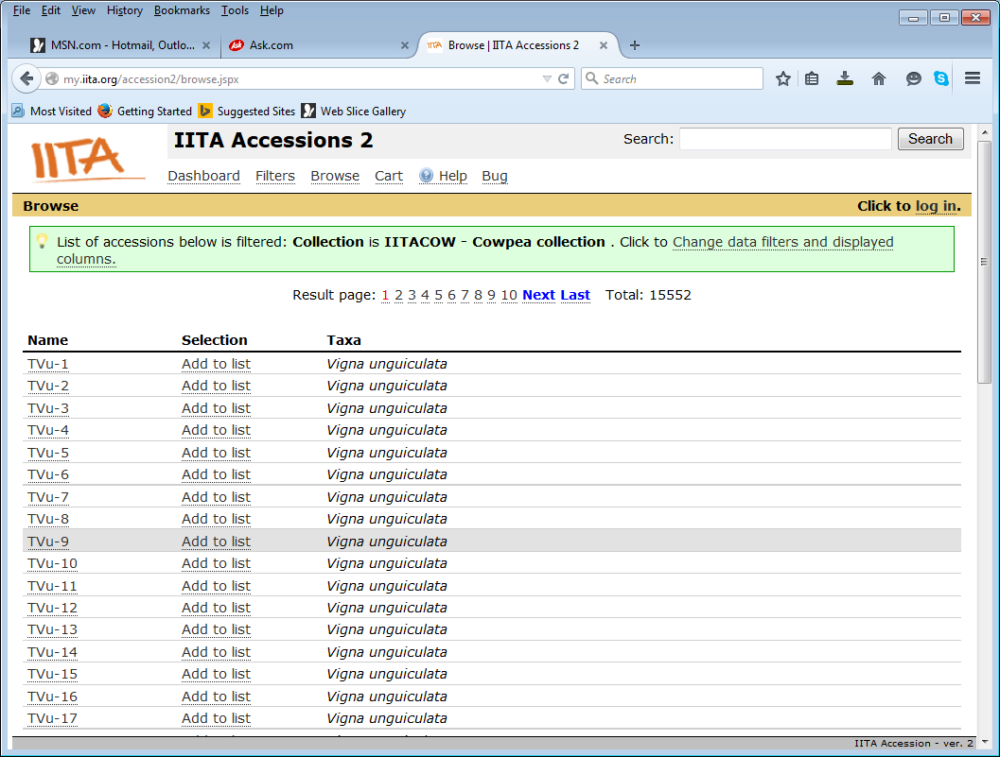 File Edit View History Bookmarks Tools Help
MSN.com - Hotmail, Outlo... Ask Ask.com IITA Browse | IITA Accessions 2
my.iita.org/accession2/browse.jspx Search
Most Visited Getting Started Suggested Sites Web Slice Gallery
IITA IITA Accessions 2 Search: Search
Dashboard Filters Browse Cart Help Bug
Browse Click to log in.
List of accessions below is filtered: Collection is IITACOW - Cowpea collection . Click to Change data filters and displayed
columns.
Result page: 1 2 3 4 5 6 7 8 9 10 Next Last Total: 15552
Name Selection Taxa
TVu-1 Add to list Vigna unguiculata
TVu-2 Add to list Vigna unguiculata
TVu-3 Add to list Vigna unguiculata
TVu-4 Add to list Vigna unguiculata
TVu-5 Add to list Vigna unguiculata
TVu-6 Add to list Vigna unguiculata
TVu-7 Add to list Vigna unguiculata
TVu-8 Add to list Vigna unguiculata
TVu-9 Add to list Vigna unguiculata
TVu-10 Add to list Vigna unguiculata
TVu-11 Add to list Vigna unguiculata
TVu-12 Add to list Vigna unguiculata
TVu-13 Add to list Vigna unguiculata
TVu-14 Add to list Vigna unguiculata
TVu-15 Add to list Vigna unguiculata
TVu-16 Add to list Vigna unguiculata
TVu-17 Add to list Vigna unguiculata
IITA Accession - ver. 2